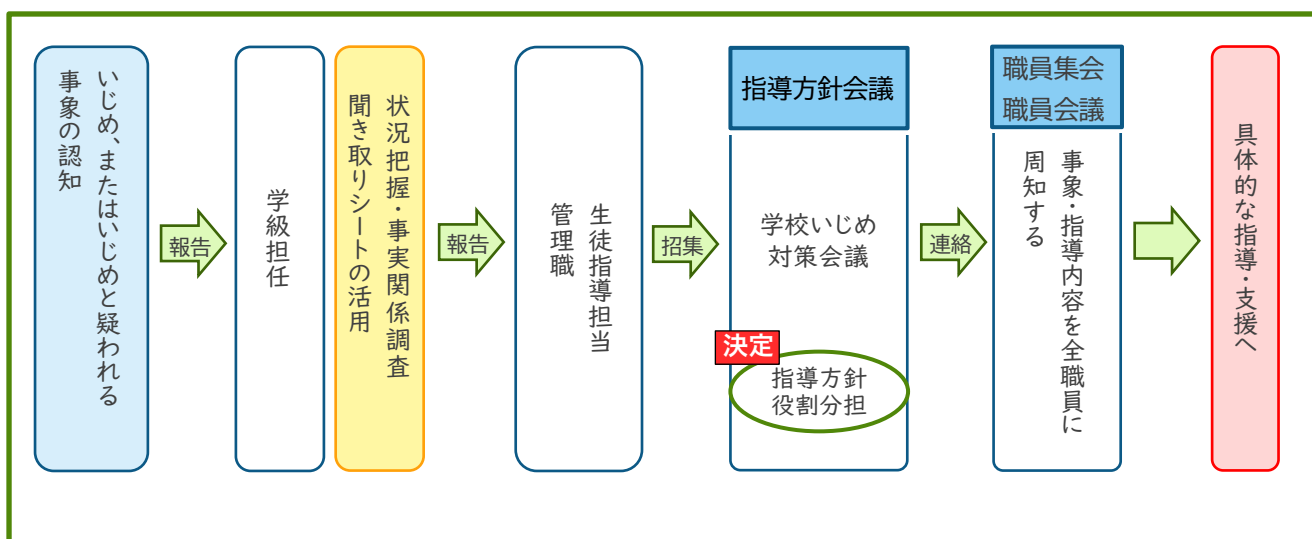 いじめ、またはいじめと疑われる
事象の認知
報告
学級担任
状況把握・事実関係調査
聞き取りシートの活用
報告
生徒指導担当
管理職
招集
指導方針会議
学校いじめ
対策会議
決定
指導方針
役割分担
連絡
職員集会
職員会議
事象・指導内容を全職員に
周知する
具体的な指導・支援へ